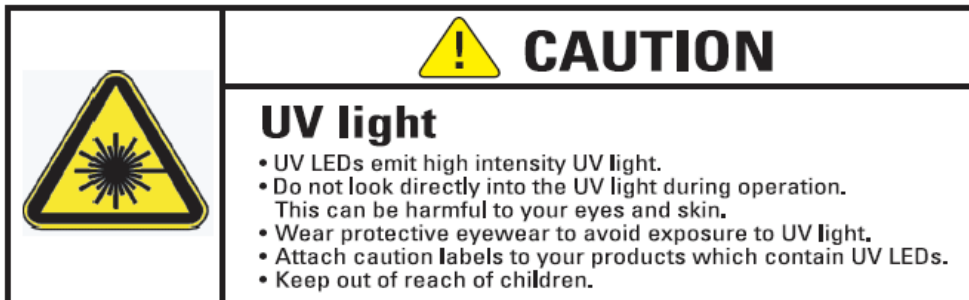 ! CAUTION
UV light
• UV LEDs emit high intensity UV light.
• Do not look directly into the UV light during operation.
This can be harmful to your eyes and skin.
• Wear protective eyewear to avoid exposure to UV light.
• Attach caution labels to your products which contain UV LEDs.
• Keep out of reach of children.